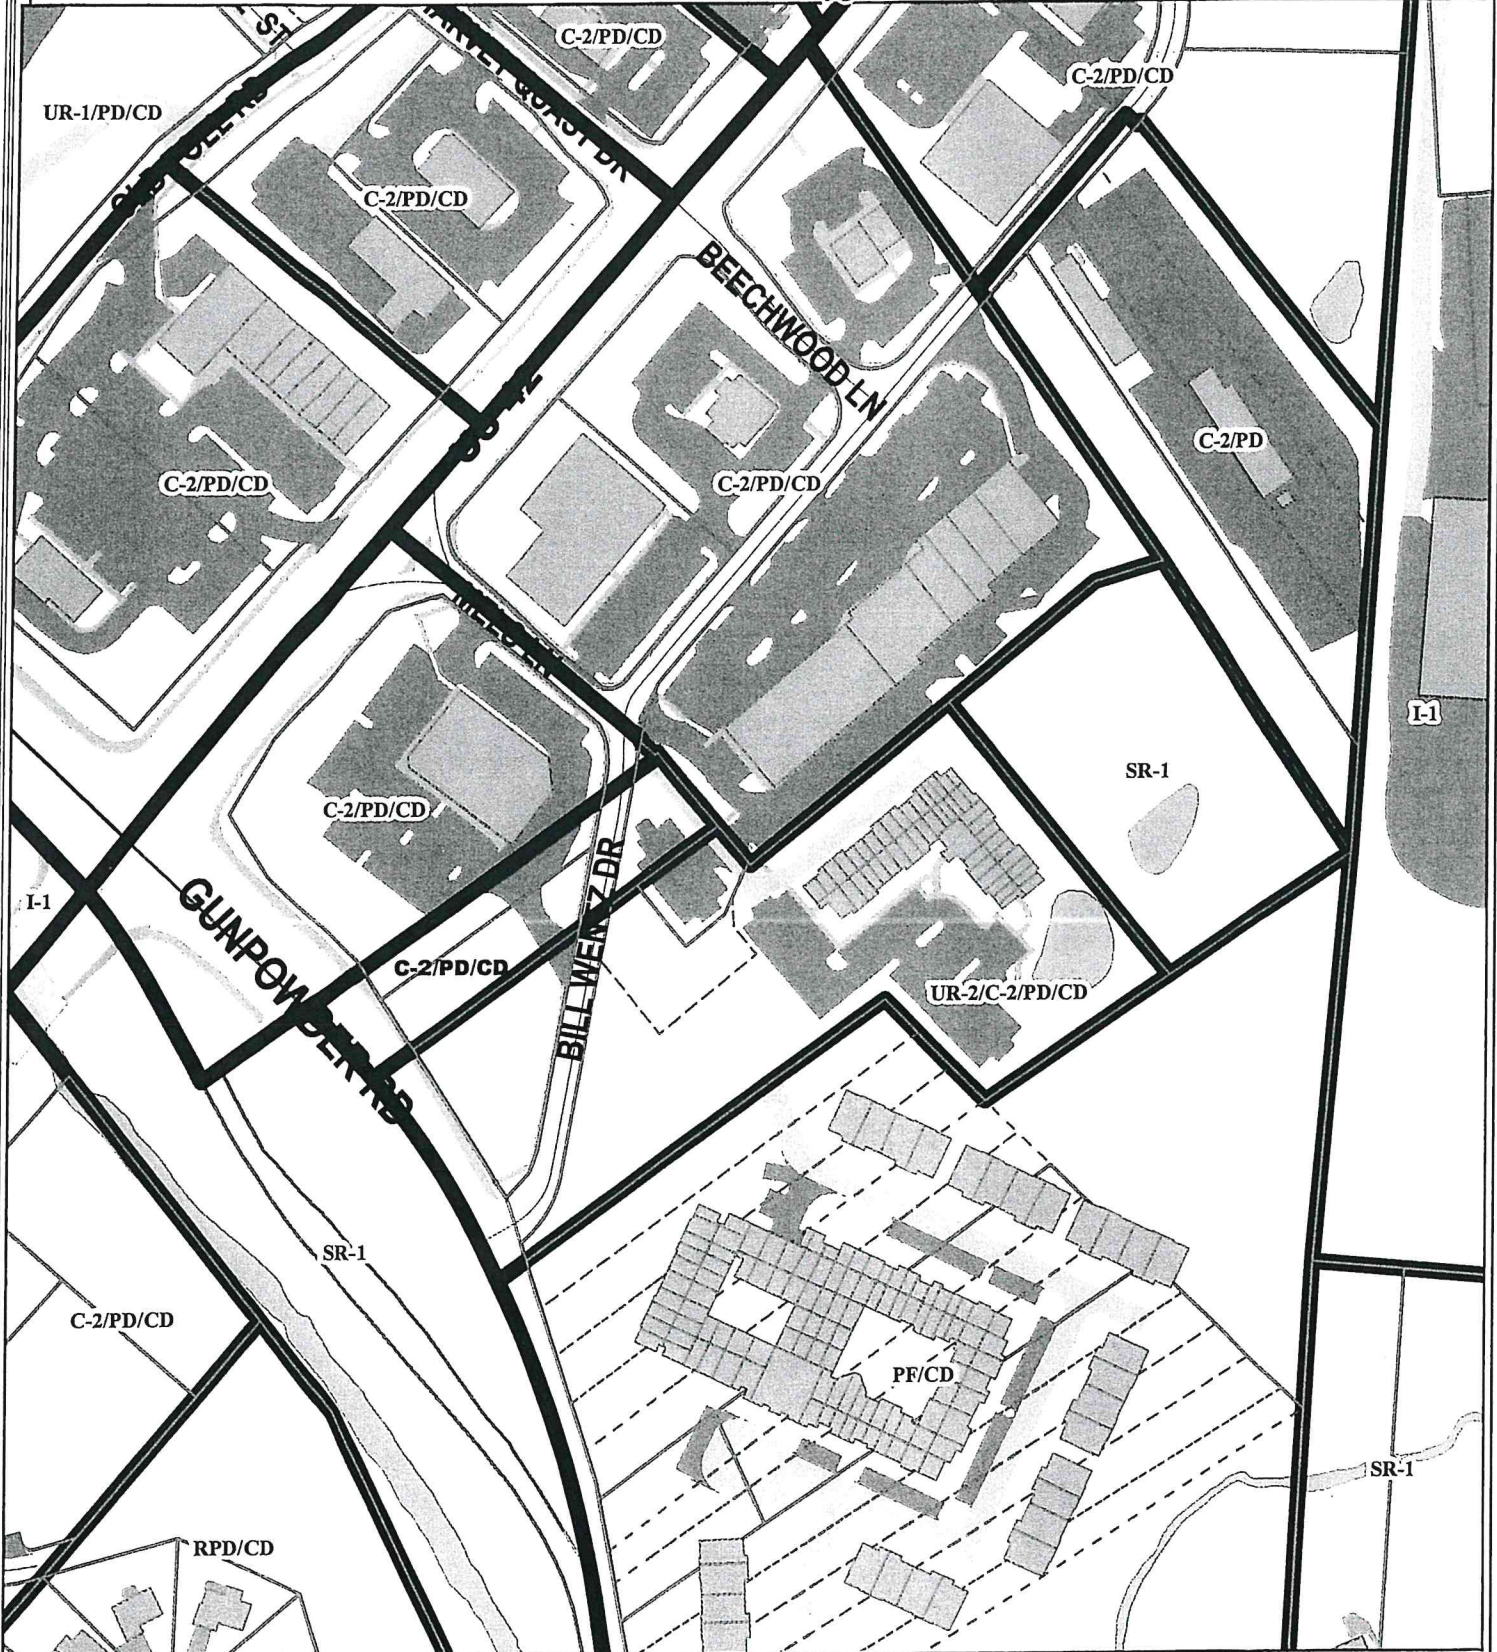 C-2/PD/CD
C-2/PD/CD
UR-1/PD/CD
C-2/PD/CD
BEECHWOOD LN
C-2/PD
C-2/PD/CD
C-2/PD/CD
I-1
SR-1
C-2/PD/CD
BILL WENTZ DR
I-1
GUNPOWDER RD
C-2/PD/CD
UR-2/C-2/PD/CD
SR-1
C-2/PD/CD
PF/CD
SR-1
RPD/CD